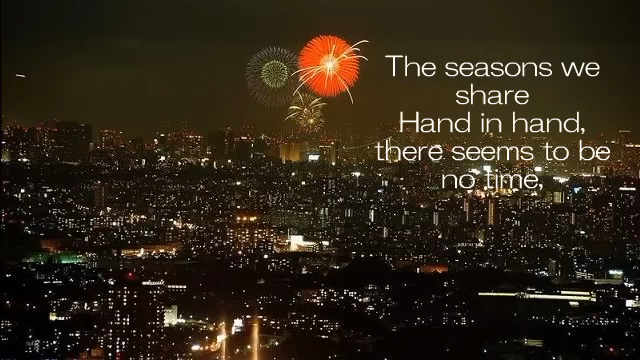 The seasons we
share
Hand in hand,
there seems to be
no time,